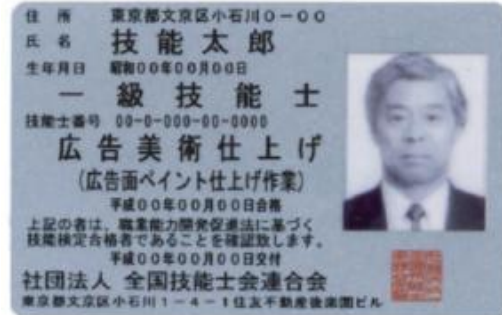 住所 東京都文京区小石川0-00
氏名 技能太郎
生年月日 昭和00年00月00日
一級技能士
技能士番号 00-0-000-00-0000
広告美術仕上げ
(広告面ペイント仕上げ作業)
平成00年00月00日合格
上記の者は、職業能力開発促進法に基づく
技能検定合格者であることを確認致します。
平成00年00月00日交付
社団法人 全国技能士会連合会
東京都文京区小石川1-4-1住友不動産後楽園ビル